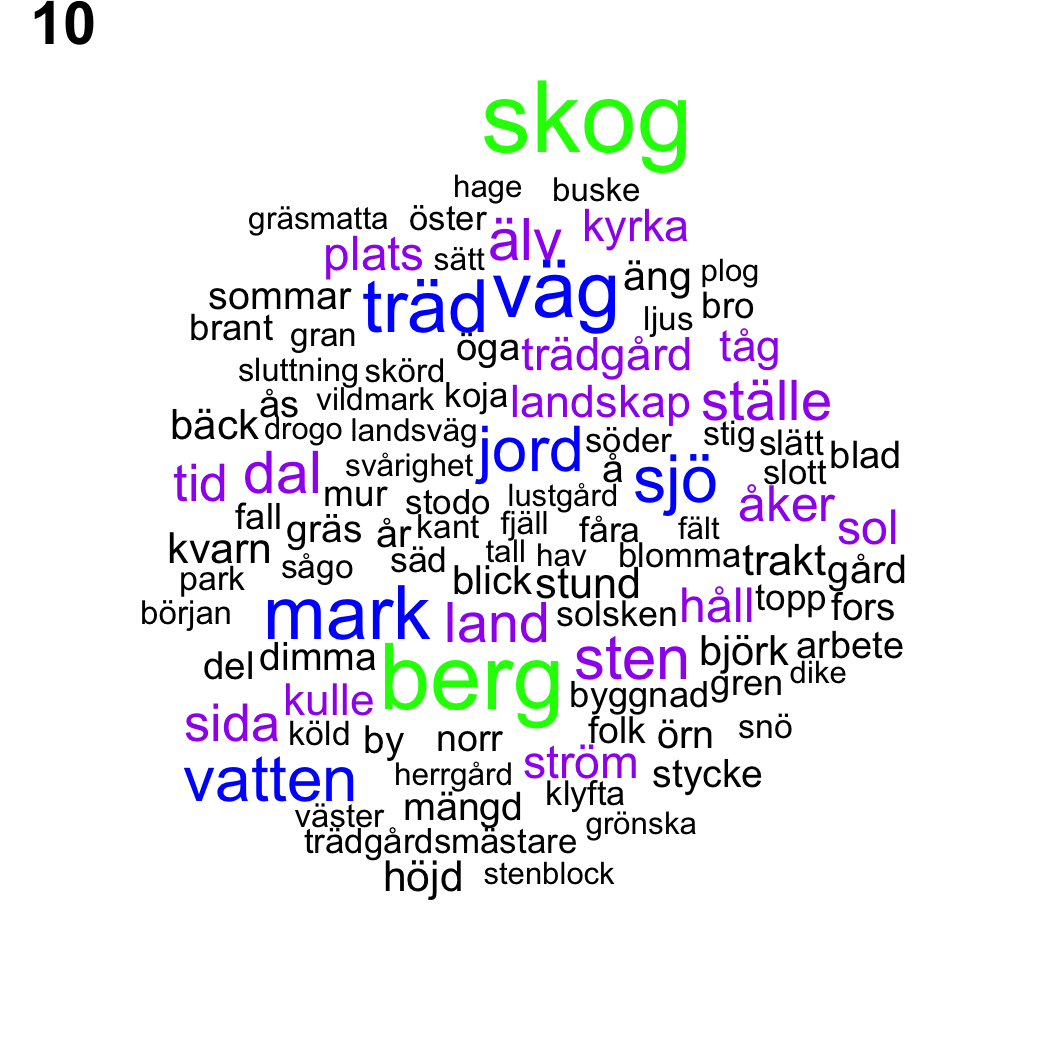 10
skog
hage buske
gräsmatta öster älv kyrka
plats sätt väg äng plog
sommar träd ljus bro
brant gran öga trädgård tåg
sluttning skörd
ås vildmark koja landskap ställe
bäck drogo landsväg jord söder stig slätt blad
tid dal svårighet å sjö slott
mur stodo lustgård åker
fall gräs år kant fjäll fåra fält sol
kvarn sågo säd tall hav blomma trakt gård
park blick stund
början mark land solsken håll topp fors
del dimma berg sten björk arbete
kulle byggnad gren dike
sida köld by norr folk örn snö
vatten herrgård ström stycke
väster mängd klyfta
trädgårdsmästare grönska
höjd stenblock